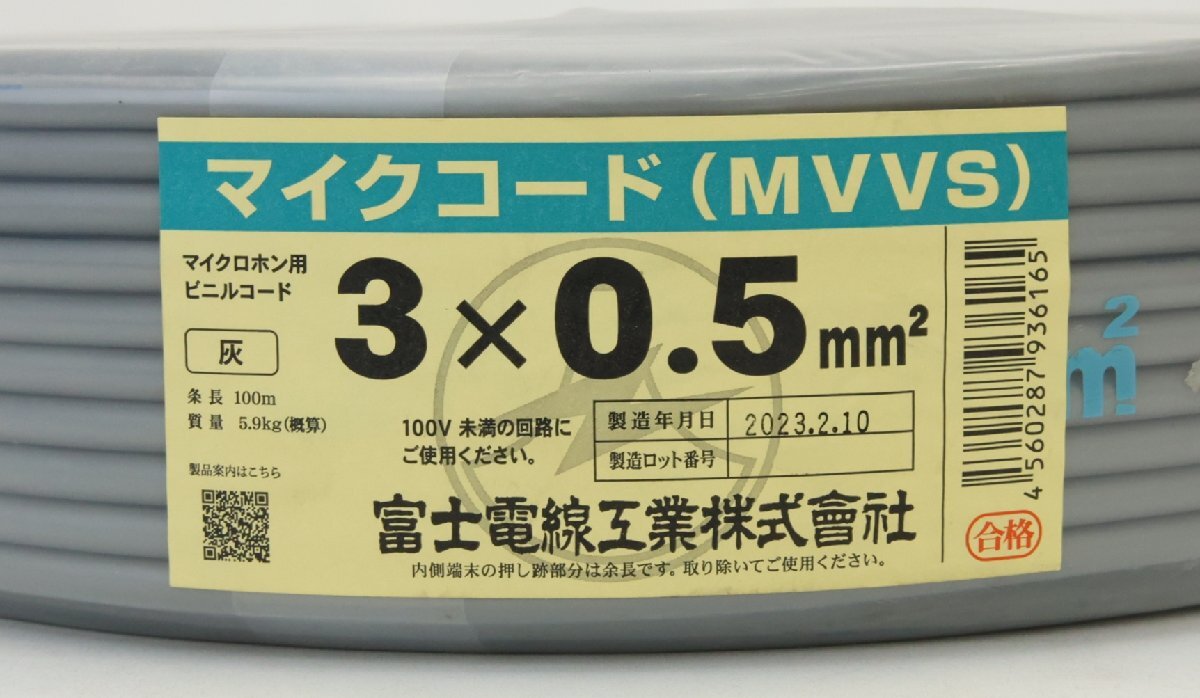 マイクコード(MVVS)
マイクロホン用
ビニルコード
3×0.5mm²
灰
条長 100m
質量 5.9kg(概算)
100V 未満の回路に
ご使用ください。
製造年月日 2023.2.10
製造ロット番号
製品案内はこちら
富士電線工業株式會社
内側端末の押し跡部分は余長です。取り除いてご使用ください。
4560287936165
合格
m²